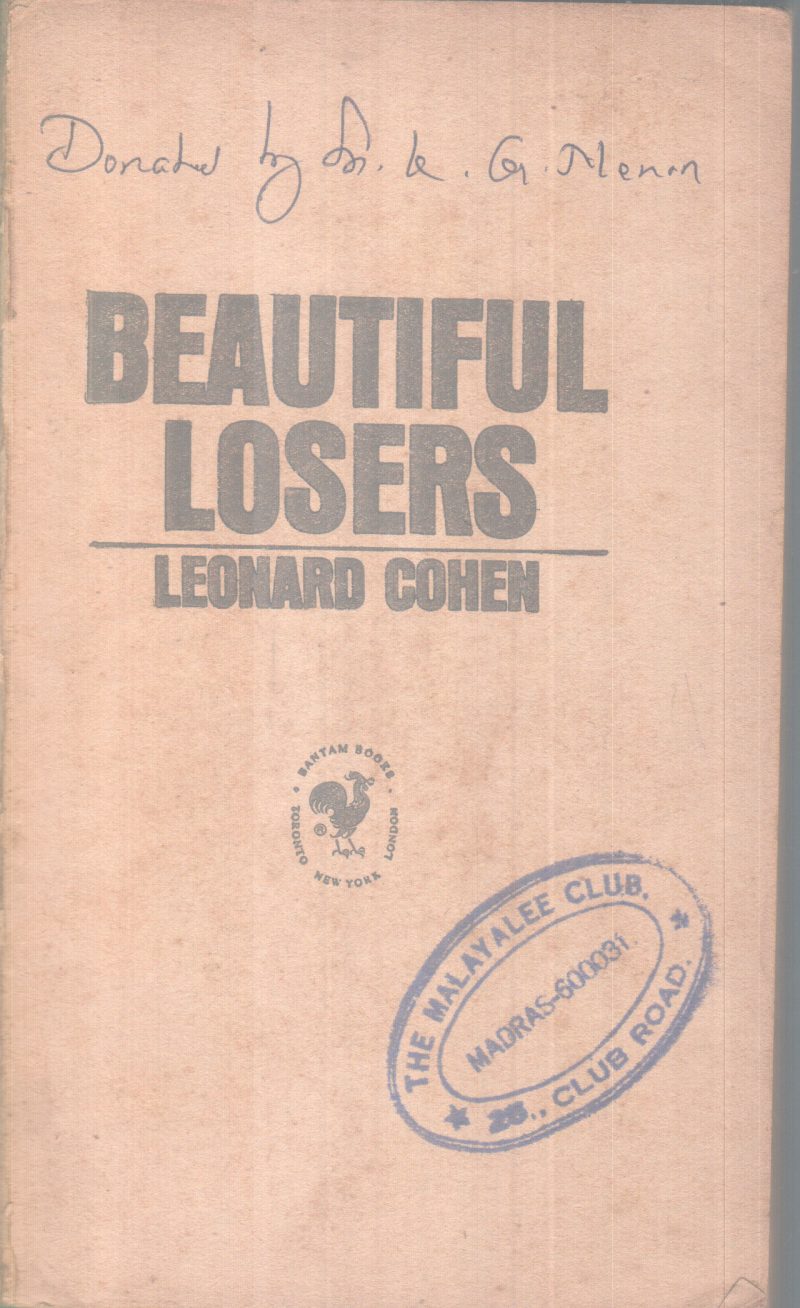 Donated by K. G. Menon
BEAUTIFUL
LOSERS
LEONARD COHEN
BANTAM BOOKS
TORONTO
NEW YORK
LONDON
®
THE MALAYALEE CLUB.
MADRAS-600031.
CLUB ROAD.